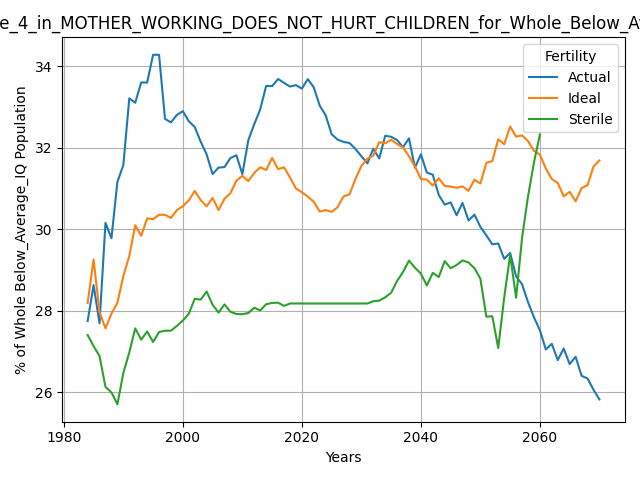 e_4_in_MOTHER_WORKING_DOES_NOT_HURT_CHILDREN_for_Whole_Below_Av
Fertility
Actual
Ideal
Sterile
% of Whole Below_Average_IQ Population
34
32
30
28
26
1980
2000
2020
2040
2060
Years